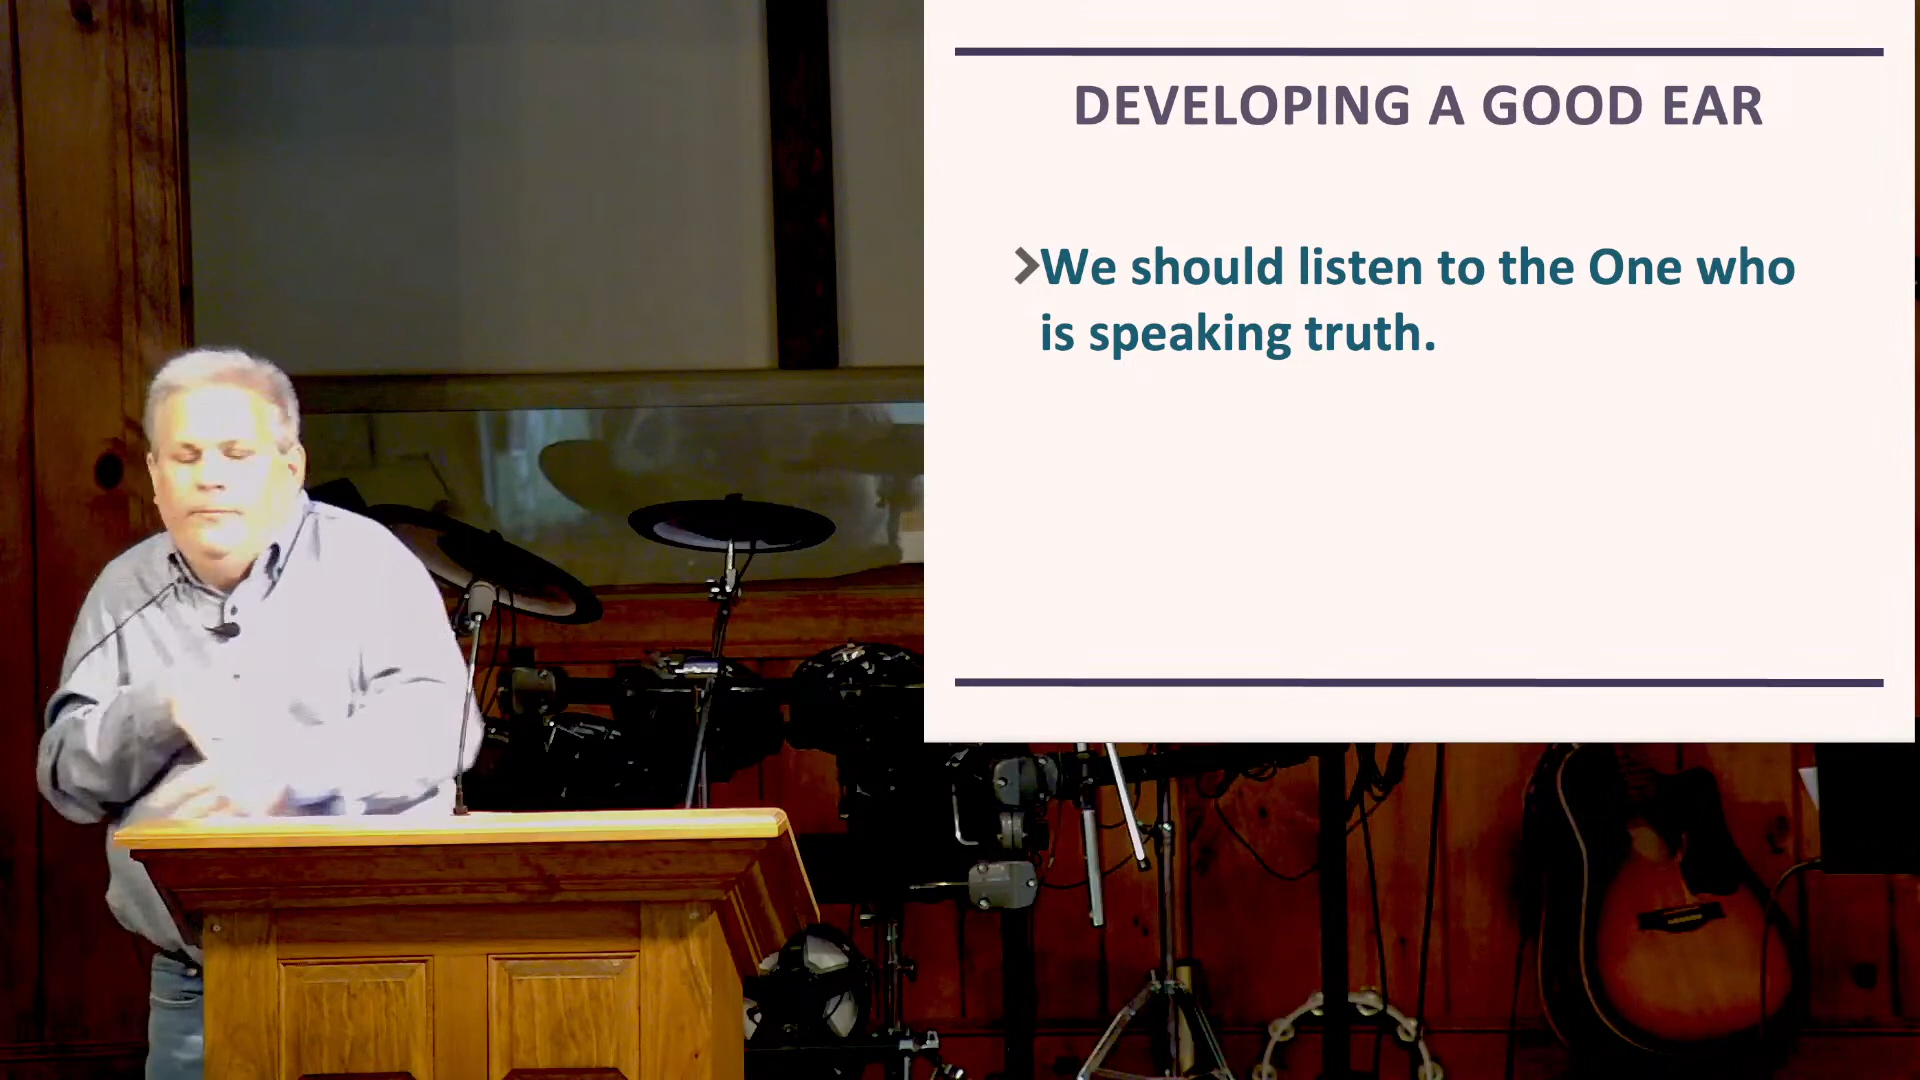 DEVELOPING A GOOD EAR
We should listen to the One who
is speaking truth.